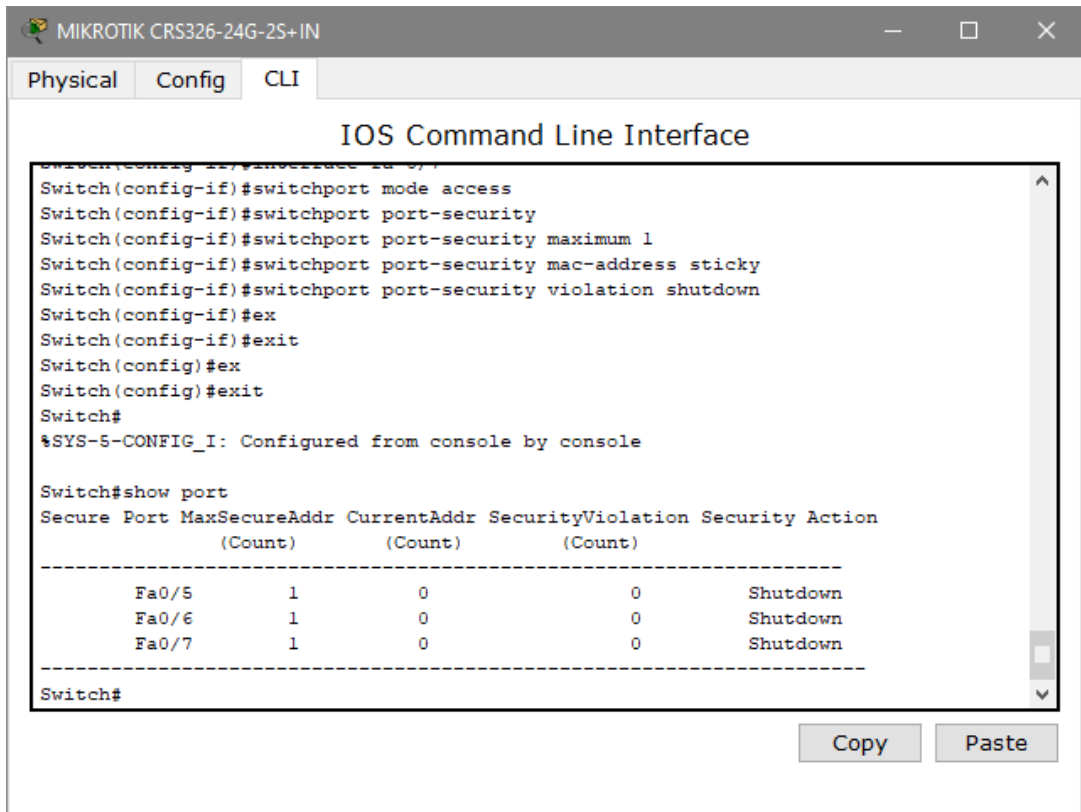 MIKROTIK CRS326-24G-2S+IN
Physical Config CLI
IOS Command Line Interface
Switch(config-if)#switchport mode access
Switch(config-if)#switchport port-security
Switch(config-if)#switchport port-security maximum 1
Switch(config-if)#switchport port-security mac-address sticky
Switch(config-if)#switchport port-security violation shutdown
Switch(config-if)#ex
Switch(config-if)#exit
Switch(config)#ex
Switch(config)#exit
Switch#
%SYS-5-CONFIG_I: Configured from console by console
Switch#show port
Secure Port MaxSecureAddr CurrentAddr SecurityViolation Security Action
(Count) (Count) (Count)
--------------------------------------------------------------------
Fa0/5 1 0 0 Shutdown
Fa0/6 1 0 0 Shutdown
Fa0/7 1 0 0 Shutdown
----------------------------------------------------------------------
Switch#
Copy Paste